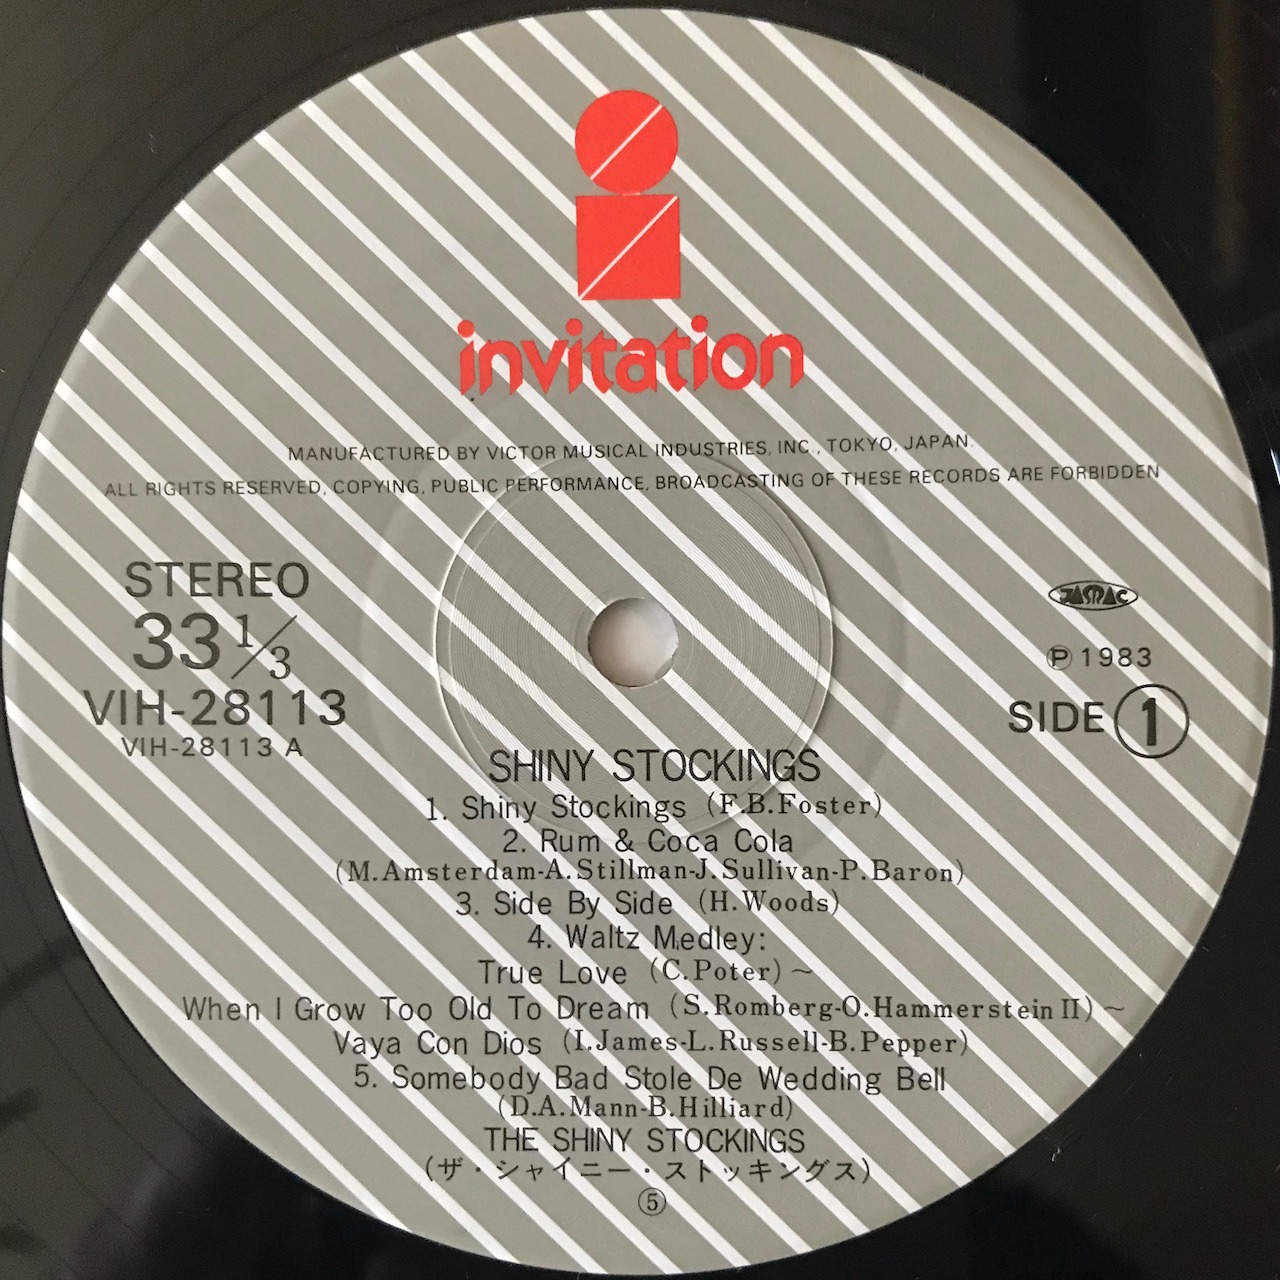 invitation
MANUFACTURED BY VICTOR MUSICAL INDUSTRIES, INC., TOKYO, JAPAN.
ALL RIGHTS RESERVED, COPYING, PUBLIC PERFORMANCE, BROADCASTING OF THESE RECORDS ARE FORBIDDEN
STEREO
33 1/3
VIH-28113
VIH-28113 A
JASRAC
Ⓟ1983
SIDE ①
SHINY STOCKINGS
1. Shiny Stockings (F.B.Foster)
2. Rum & Coca Cola
(M.Amsterdam-A.Stillman-J.Sullivan-P.Baron)
3. Side By Side (H.Woods)
4. Waltz Medley:
True Love (C.Poter)~
When I Grow Too Old To Dream (S.Romberg-O.Hammerstein II)~
Vaya Con Dios (I.James-L.Russell-B.Pepper)
5. Somebody Bad Stole De Wedding Bell
(D.A.Mann-B.Hilliard)
THE SHINY STOCKINGS
(ザ・シャイニー・ストッキングス)
⑤